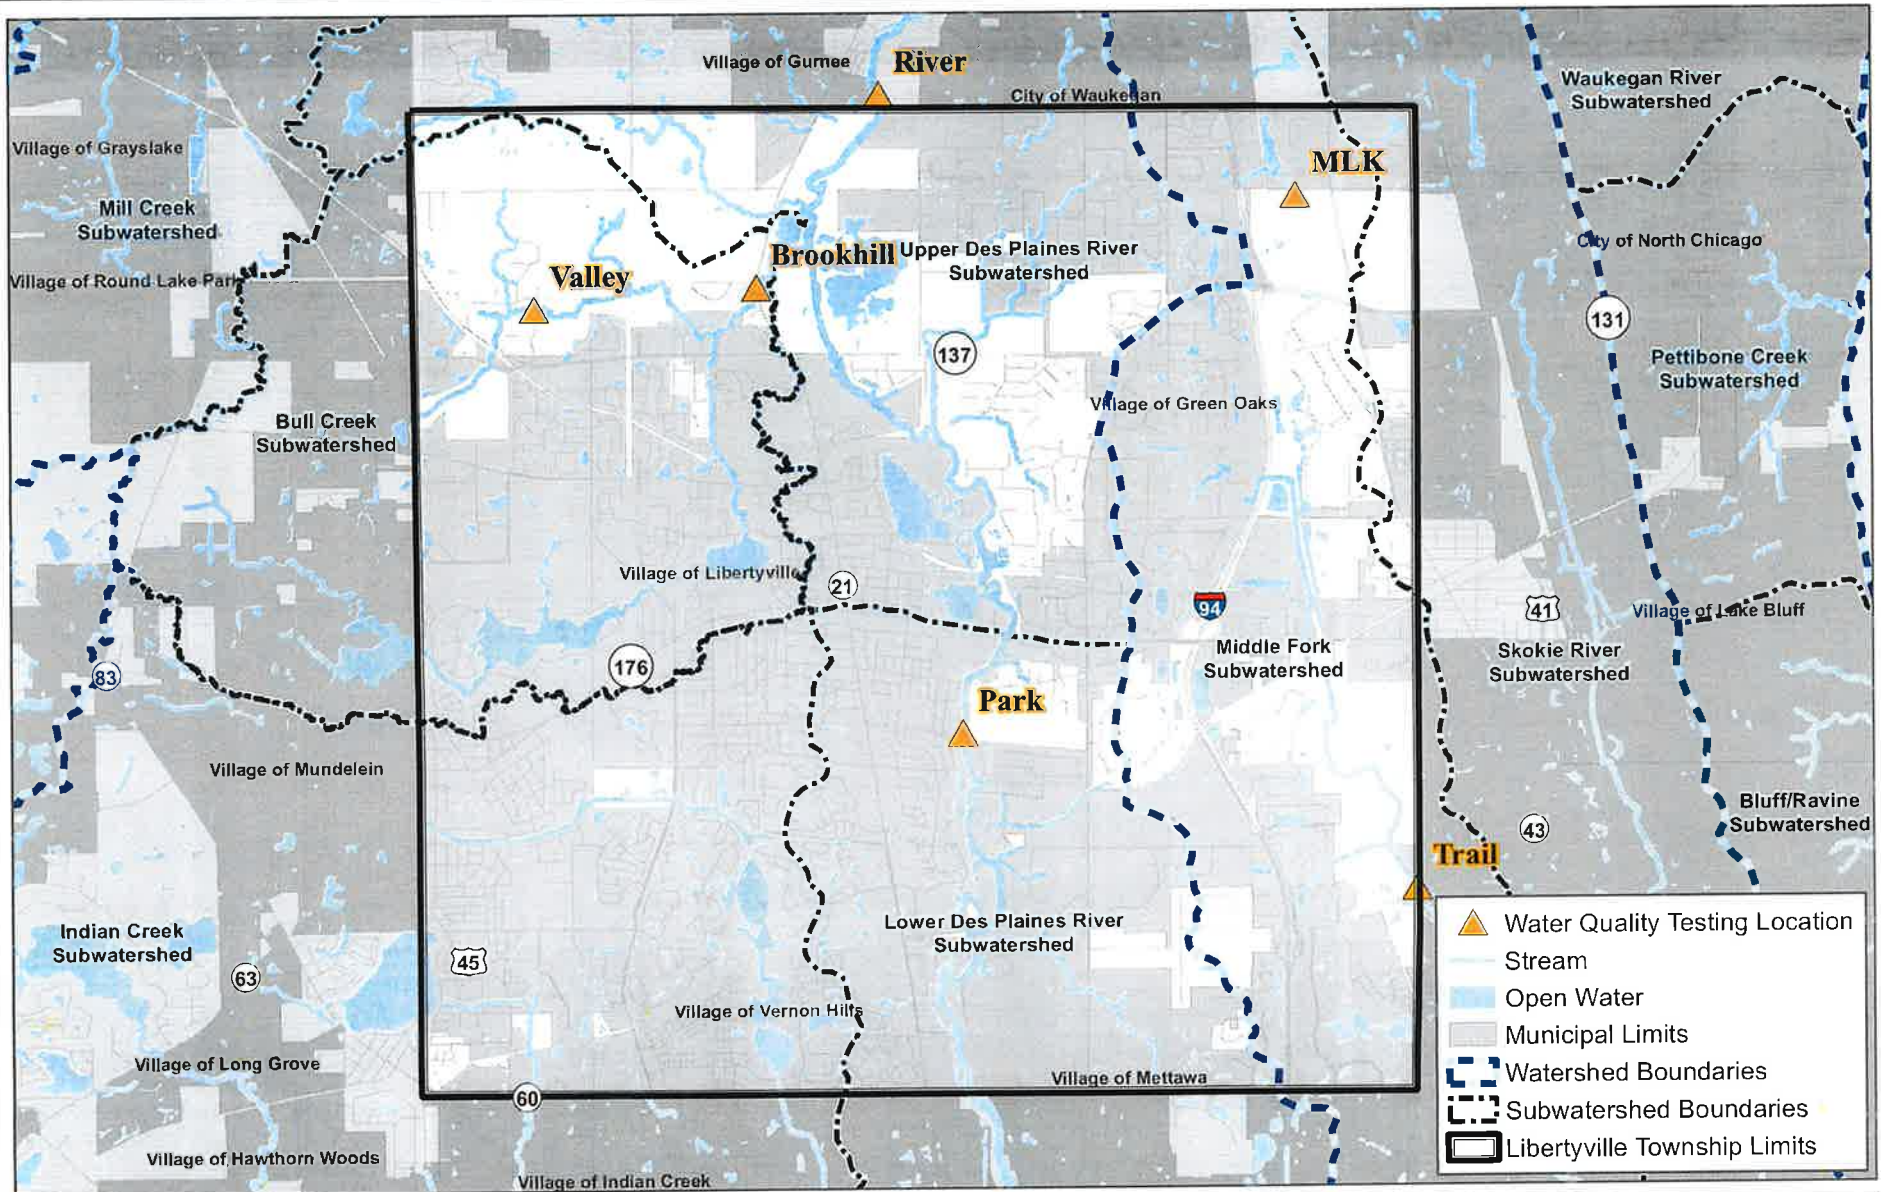 Village of Gurnee
River
City of Waukegan
Waukegan River
Subwatershed
Village of Grayslake
MLK
Mill Creek
Subwatershed
City of North Chicago
Brookhill
Upper Des Plaines River
Subwatershed
Valley
Village of Round Lake Park
131
137
Pettibone Creek
Subwatershed
Village of Green Oaks
Bull Creek
Subwatershed
Village of Libertyville
21
94
41
Village of Lake Bluff
Middle Fork
Subwatershed
Skokie River
Subwatershed
176
83
Park
Village of Mundelein
Bluff/Ravine
Subwatershed
43
Trail
Indian Creek
Subwatershed
Lower Des Plaines River
Subwatershed
45
63
Village of Vernon Hills
Village of Long Grove
Village of Mettawa
60
Village of Hawthorn Woods
Village of Indian Creek
Water Quality Testing Location
Stream
Open Water
Municipal Limits
Watershed Boundaries
Subwatershed Boundaries
Libertyville Township Limits